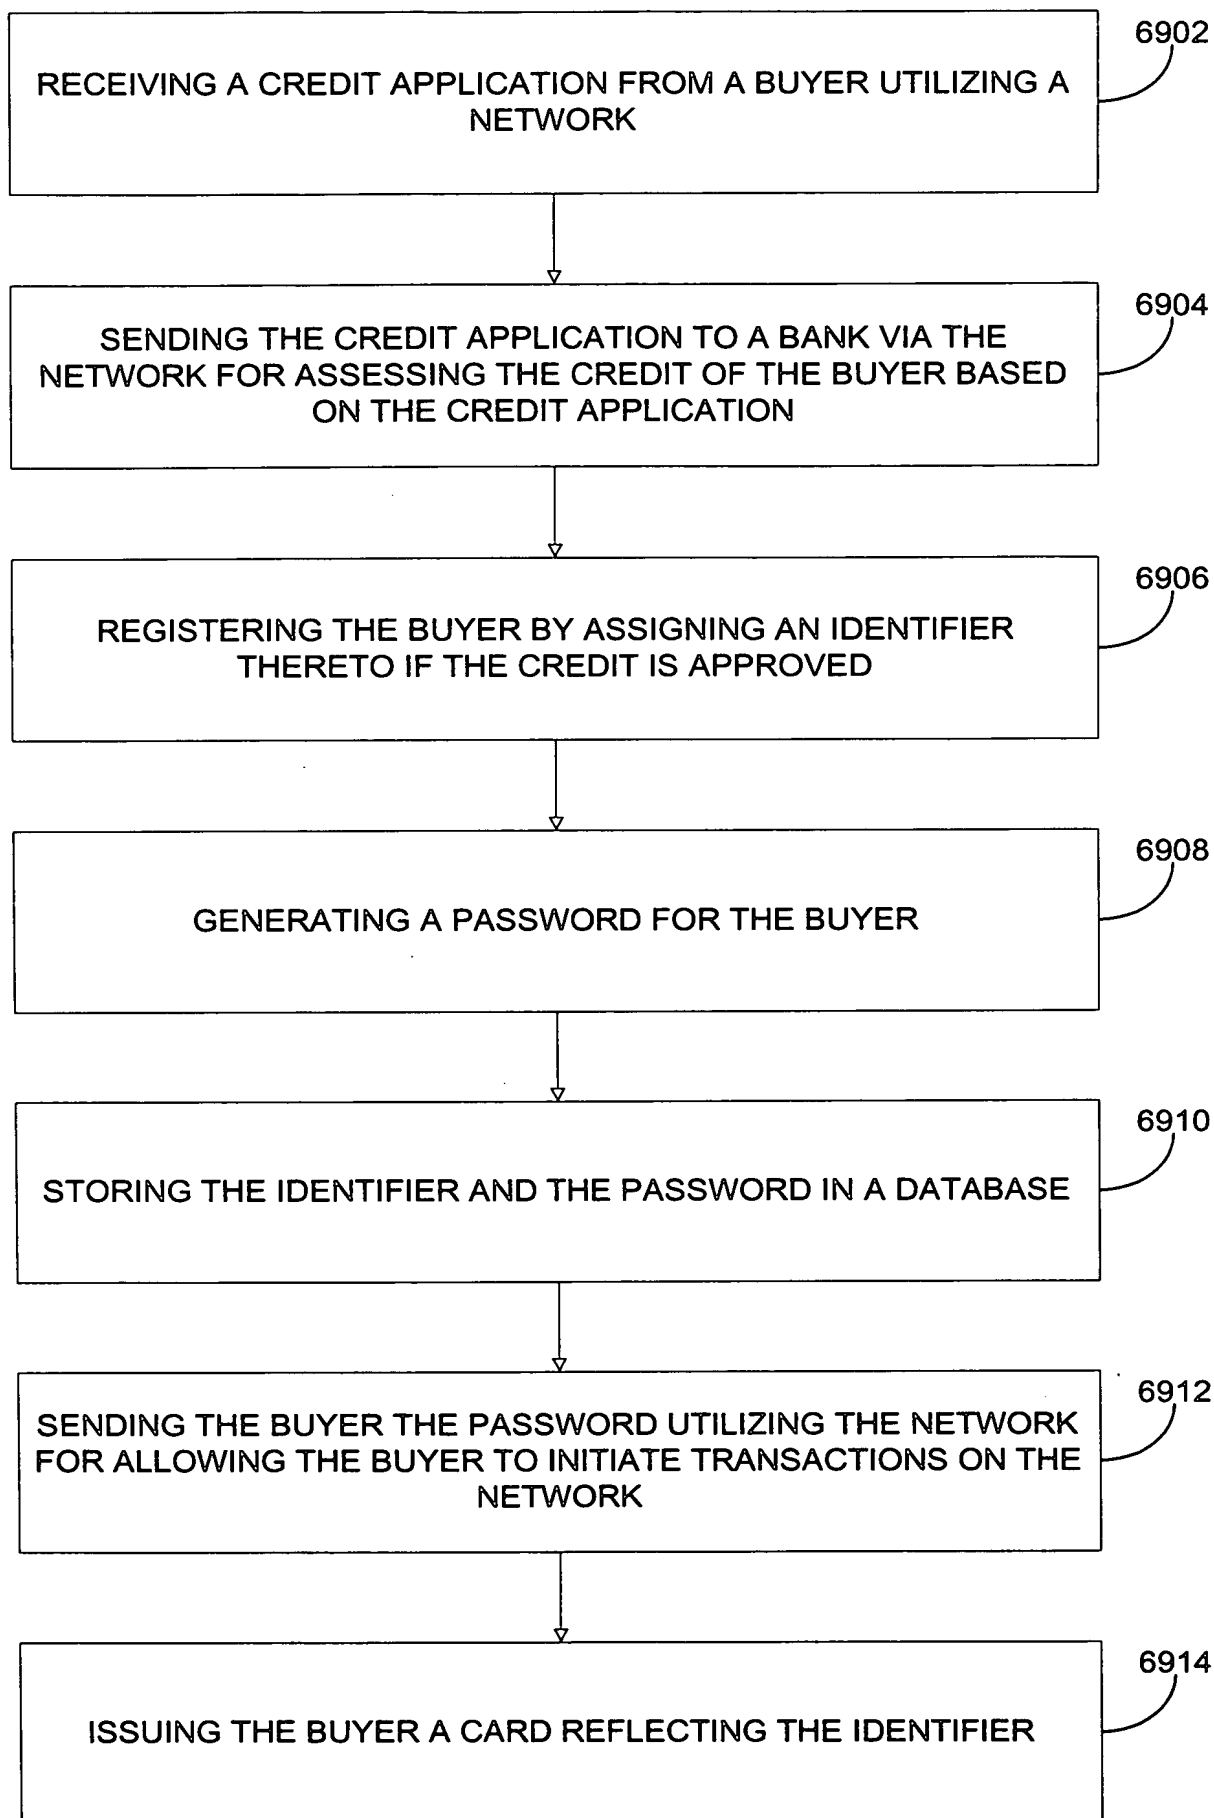 6902
RECEIVING A CREDIT APPLICATION FROM A BUYER UTILIZING A
NETWORK
6904
SENDING THE CREDIT APPLICATION TO A BANK VIA THE
NETWORK FOR ASSESSING THE CREDIT OF THE BUYER BASED
ON THE CREDIT APPLICATION
6906
REGISTERING THE BUYER BY ASSIGNING AN IDENTIFIER
THERETO IF THE CREDIT IS APPROVED
6908
GENERATING A PASSWORD FOR THE BUYER
6910
STORING THE IDENTIFIER AND THE PASSWORD IN A DATABASE
6912
SENDING THE BUYER THE PASSWORD UTILIZING THE NETWORK
FOR ALLOWING THE BUYER TO INITIATE TRANSACTIONS ON THE
NETWORK
6914
ISSUING THE BUYER A CARD REFLECTING THE IDENTIFIER